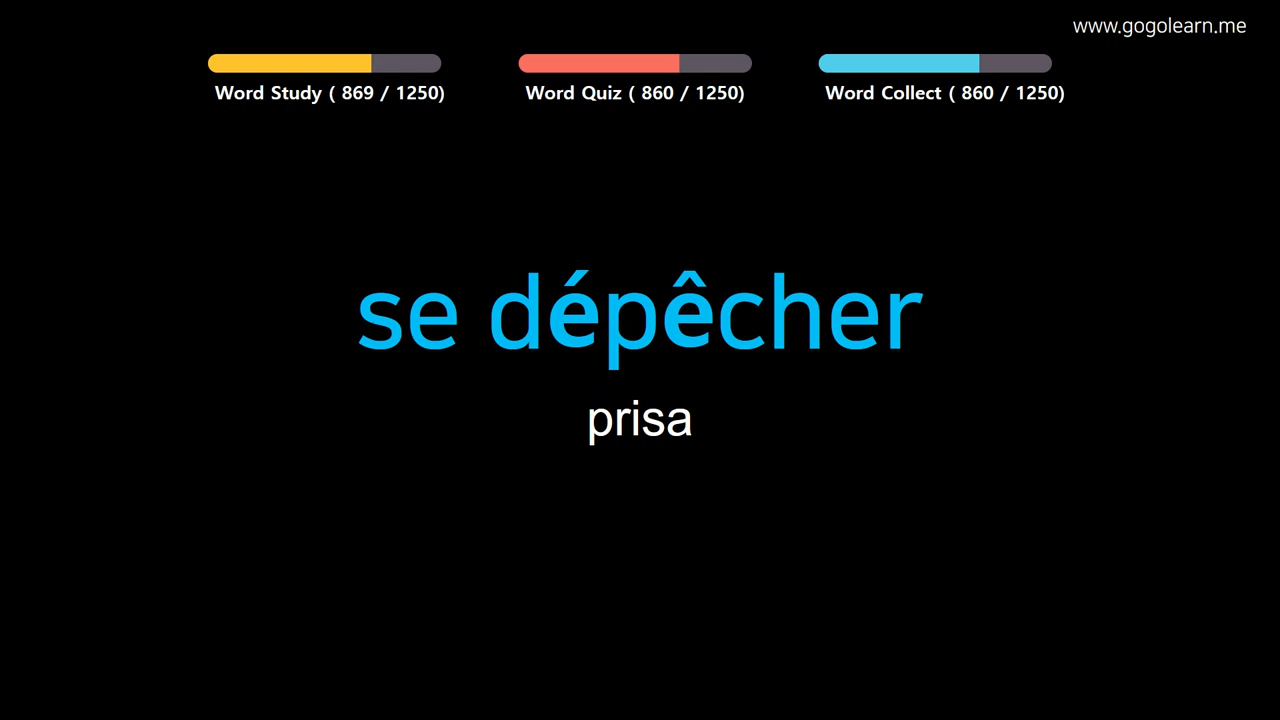 www.gogolearn.me
Word Study ( 869 / 1250)
Word Quiz ( 860 / 1250)
Word Collect ( 860 / 1250)
se dépêcher
prisa